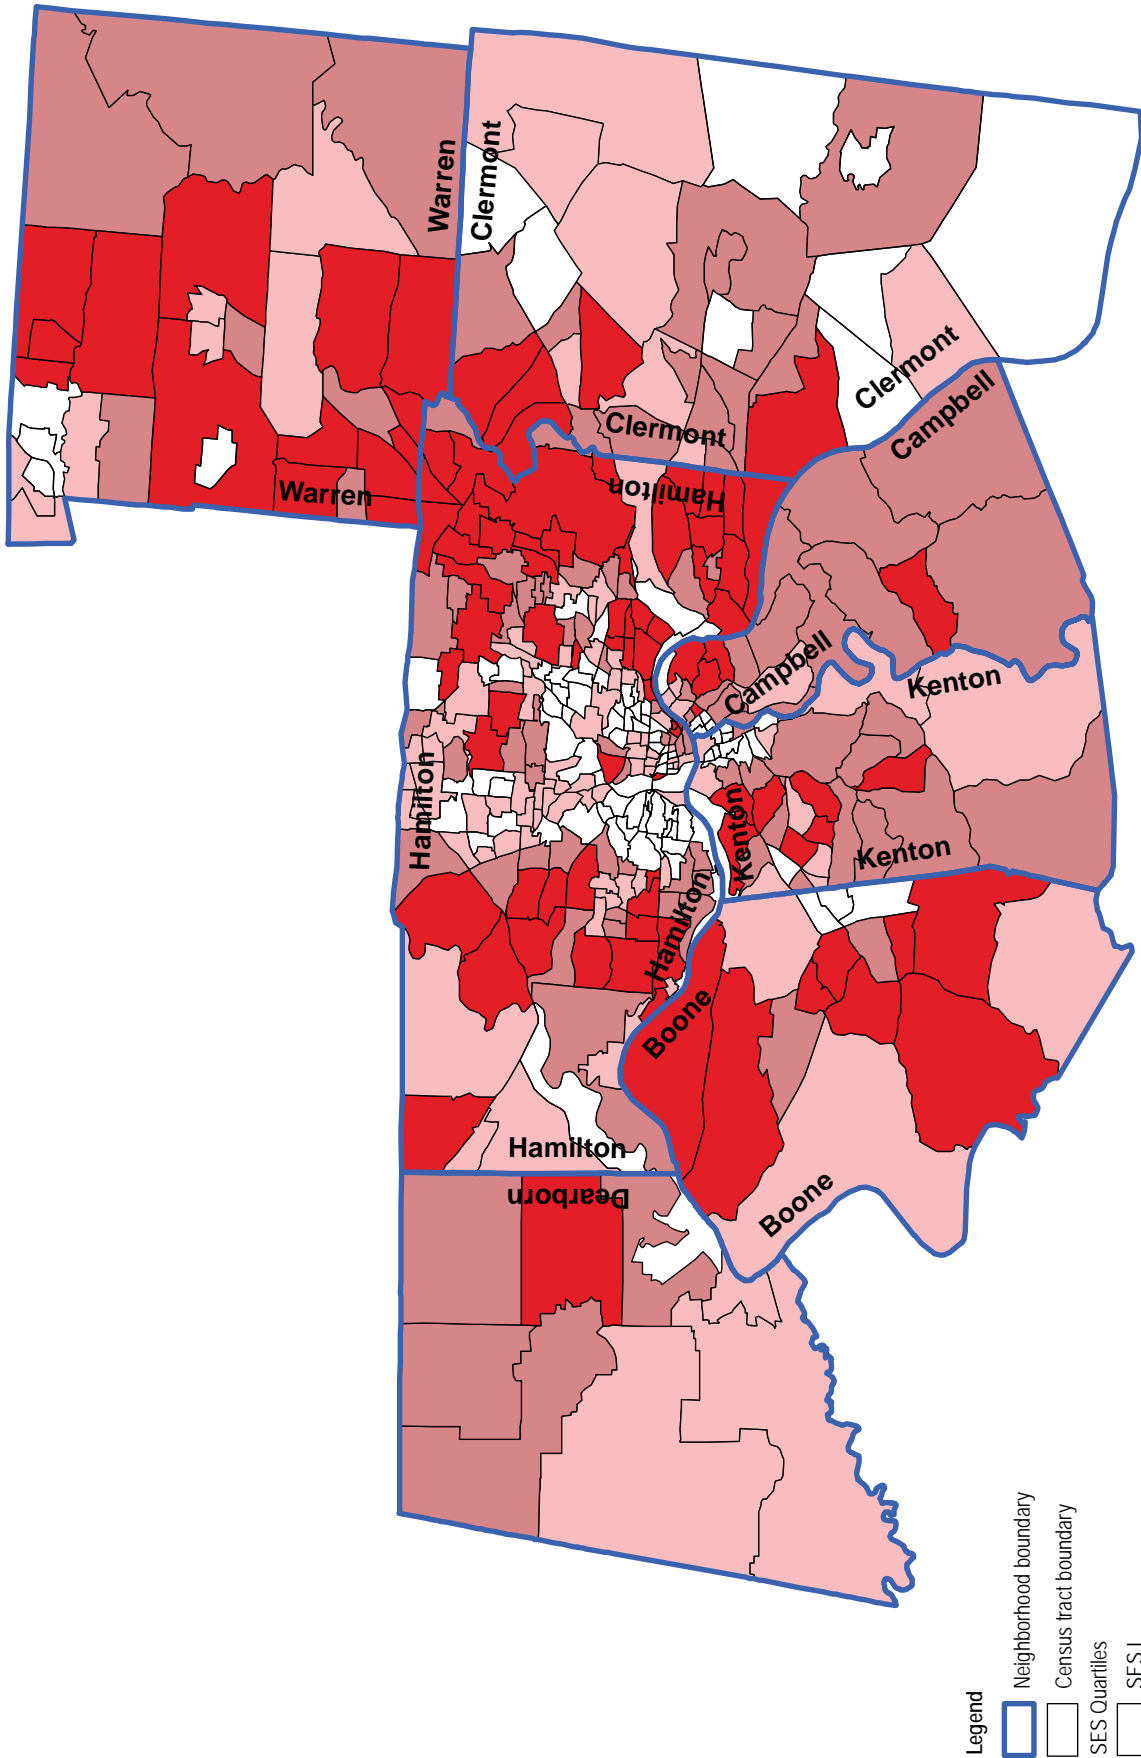 Warren
Clermont
Warren
Clermont
Clermont
Campbell
Hamilton
Campbell
Kenton
Hamilton
Kenton
Kenton
Hamilton
Boone
Hamilton
Dearborn
Boone
Legend
Neighborhood boundary
Census tract boundary
SES Quartiles
SES I